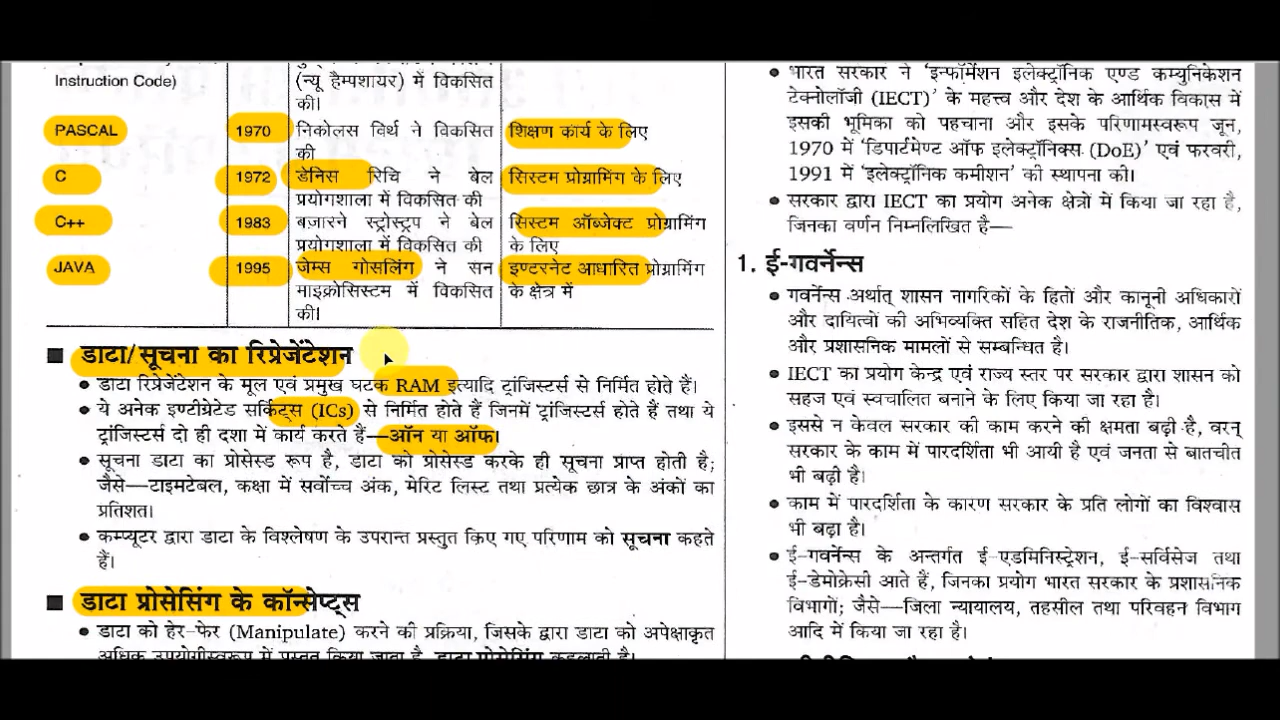 Instruction Code)
(न्यू हैम्पशायर) में विकसित
की।
PASCAL 1970 निकोलस विर्थ ने विकसित शिक्षण कार्य के लिए
की
C 1972 डेनिस रिचि ने बेल सिस्टम प्रोग्रामिंग के लिए
प्रयोगशाला में विकसित की
C++ 1983 बज़ारने स्ट्रोस्ट्रप ने बेल सिस्टम ऑब्जेक्ट प्रोग्रामिंग
प्रयोगशाला में विकसित की के लिए
JAVA 1995 जेम्स गोसलिंग ने सन इण्टरनेट आधारित प्रोग्रामिंग
माइक्रोसिस्टम में विकसित के क्षेत्र में
की।
■ डाटा/सूचना का रिप्रेजेंटेशन
● डाटा रिप्रेजेंटेशन के मूल एवं प्रमुख घटक RAM इत्यादि ट्रांजिस्टर्स से निर्मित होते हैं।
● ये अनेक इण्टीग्रेटेड सर्किट्स (ICs) से निर्मित होते हैं जिनमें ट्रांजिस्टर्स होते हैं तथा ये
ट्रांजिस्टर्स दो ही दशा में कार्य करते हैं—ऑन या ऑफ।
● सूचना डाटा का प्रोसेस्ड रूप है, डाटा को प्रोसेस्ड करके ही सूचना प्राप्त होती है;
जैसे—टाइमटेबल, कक्षा में सर्वोच्च अंक, मेरिट लिस्ट तथा प्रत्येक छात्र के अंकों का
प्रतिशत।
● कम्प्यूटर द्वारा डाटा के विश्लेषण के उपरान्त प्रस्तुत किए गए परिणाम को सूचना कहते
हैं।
■ डाटा प्रोसेसिंग के कॉन्सेप्ट्स
● डाटा को हेर-फेर (Manipulate) करने की प्रक्रिया, जिसके द्वारा डाटा को अपेक्षाकृत
अधिक उपयोगीस्वरूप में प्रस्तुत किया जाता है, डाटा प्रोसेसिंग कहलाती है।
● भारत सरकार ने 'इन्फॉर्मेशन इलेक्ट्रॉनिक एण्ड कम्युनिकेशन
टेक्नोलॉजी (IECT)' के महत्त्व और देश के आर्थिक विकास में
इसकी भूमिका को पहचाना और इसके परिणामस्वरूप जून,
1970 में 'डिपार्टमेण्ट ऑफ इलेक्ट्रॉनिक्स (DoE)' एवं फरवरी,
1991 में 'इलेक्ट्रॉनिक कमीशन' की स्थापना की।
● सरकार द्वारा IECT का प्रयोग अनेक क्षेत्रों में किया जा रहा है,
जिनका वर्णन निम्नलिखित है—
1. ई-गवर्नेन्स
● गवर्नेन्स अर्थात् शासन नागरिकों के हितों और कानूनी अधिकारों
और दायित्वों की अभिव्यक्ति सहित देश के राजनीतिक, आर्थिक
और प्रशासनिक मामलों से सम्बन्धित है।
● IECT का प्रयोग केन्द्र एवं राज्य स्तर पर सरकार द्वारा शासन को
सहज एवं स्वचालित बनाने के लिए किया जा रहा है।
● इससे न केवल सरकार की काम करने की क्षमता बढ़ी है, वरन्
सरकार के काम में पारदर्शिता भी आयी है एवं जनता से बातचीत
भी बढ़ी है।
● काम में पारदर्शिता के कारण सरकार के प्रति लोगों का विश्वास
भी बढ़ा है।
● ई-गवर्नेन्स के अन्तर्गत ई-एडमिनिस्ट्रेशन, ई-सर्विसेज तथा
ई-डेमोक्रेसी आते हैं, जिनका प्रयोग भारत सरकार के प्रशासनिक
विभागों; जैसे—जिला न्यायालय, तहसील तथा परिवहन विभाग
आदि में किया जा रहा है।